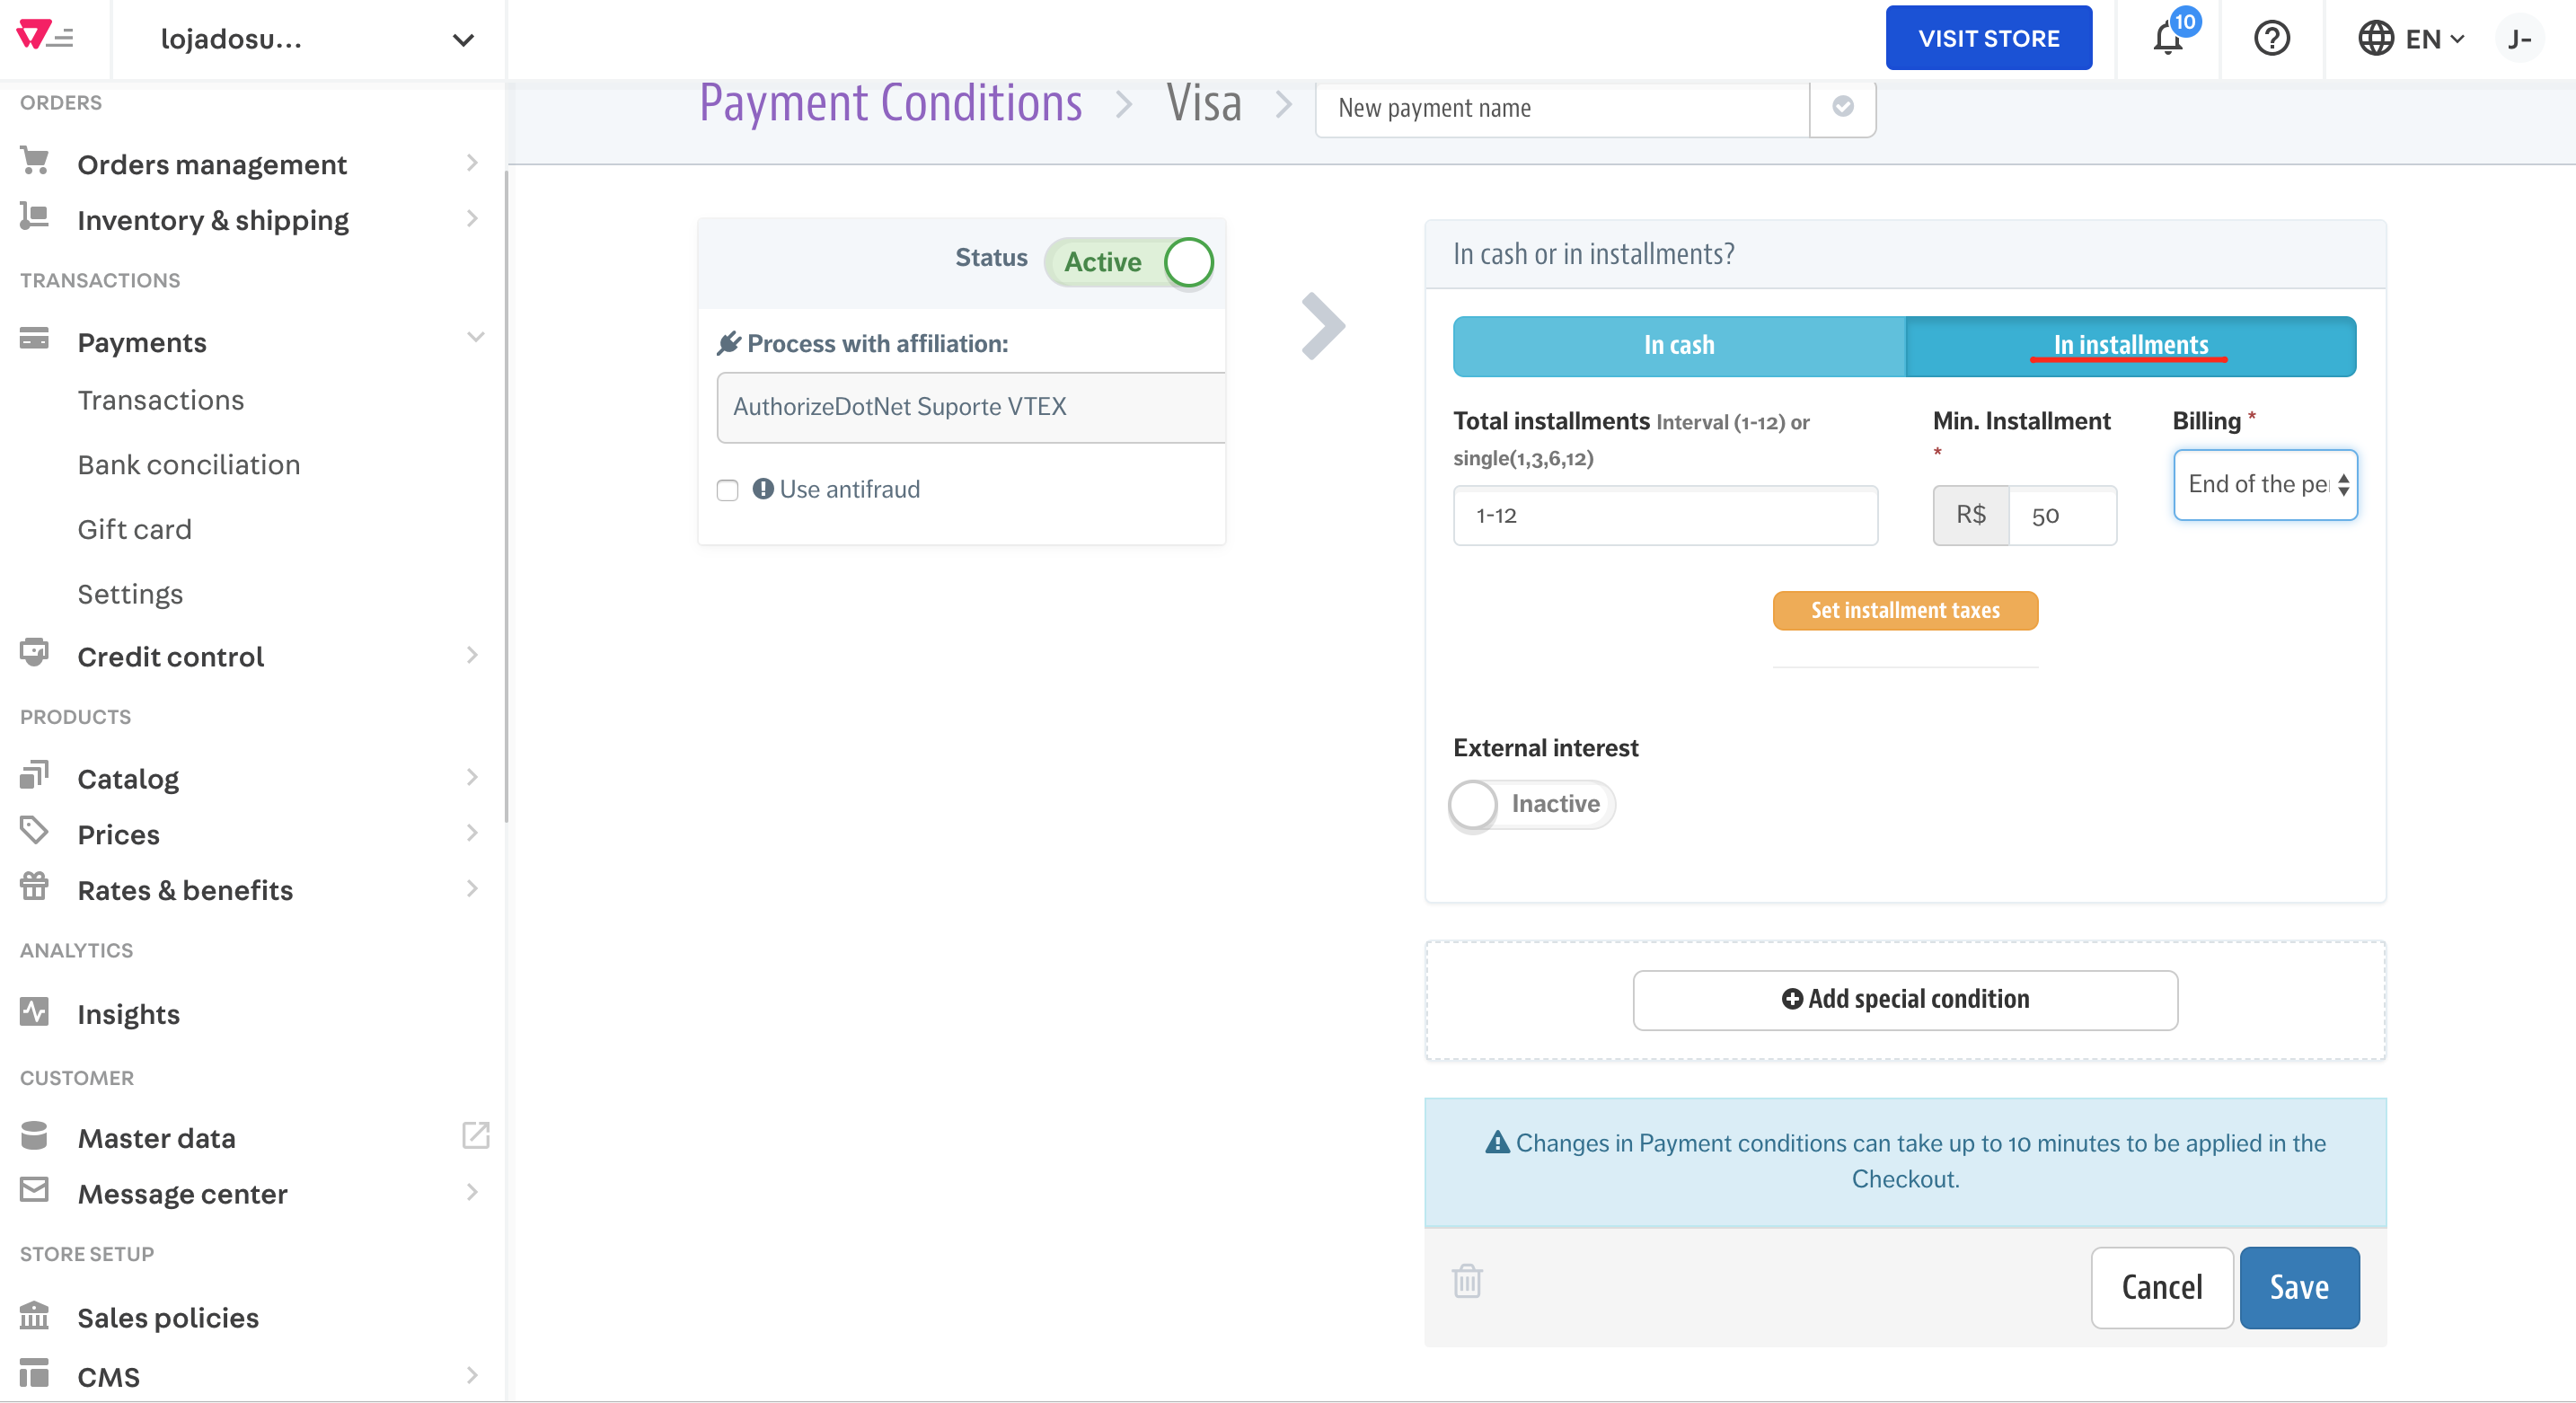 lojadosu...
VISIT STORE
10
EN
J-
ORDERS
Orders management
Inventory & shipping
TRANSACTIONS
Payments
Transactions
Bank conciliation
Gift card
Settings
Credit control
PRODUCTS
Catalog
Prices
Rates & benefits
ANALYTICS
Insights
CUSTOMER
Master data
Message center
STORE SETUP
Sales policies
CMS
Payment Conditions > Visa > New payment name
Status Active
Process with affiliation:
AuthorizeDotNet Suporte VTEX
Use antifraud
In cash or in installments?
In cash
In installments
Total installments Interval (1-12) or
single(1,3,6,12)
1-12
Min. Installment
*
R$ 50
Billing *
End of the pe
Set installment taxes
External interest
Inactive
Add special condition
Changes in Payment conditions can take up to 10 minutes to be applied in the
Checkout.
Cancel
Save